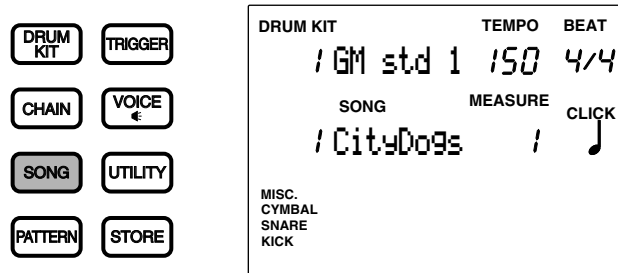 DRUM KIT TRIGGER
CHAIN VOICE
SONG UTILITY
PATTERN STORE
DRUM KIT TEMPO BEAT
1 GM std 1 150 4/4
SONG MEASURE CLICK
1 CityDogs 1
MISC.
CYMBAL
SNARE
KICK